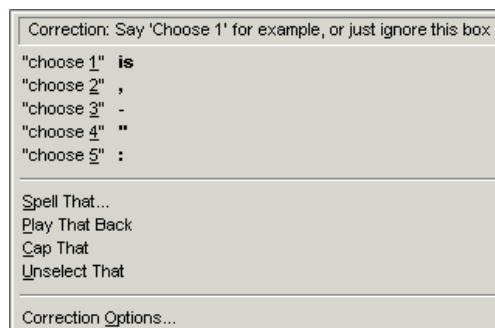 Correction: Say 'Choose 1' for example, or just ignore this box
"choose 1" is
"choose 2" ,
"choose 3" -
"choose 4" "
"choose 5" :
Spell That...
Play That Back
Cap That
Unselect That
Correction Options...